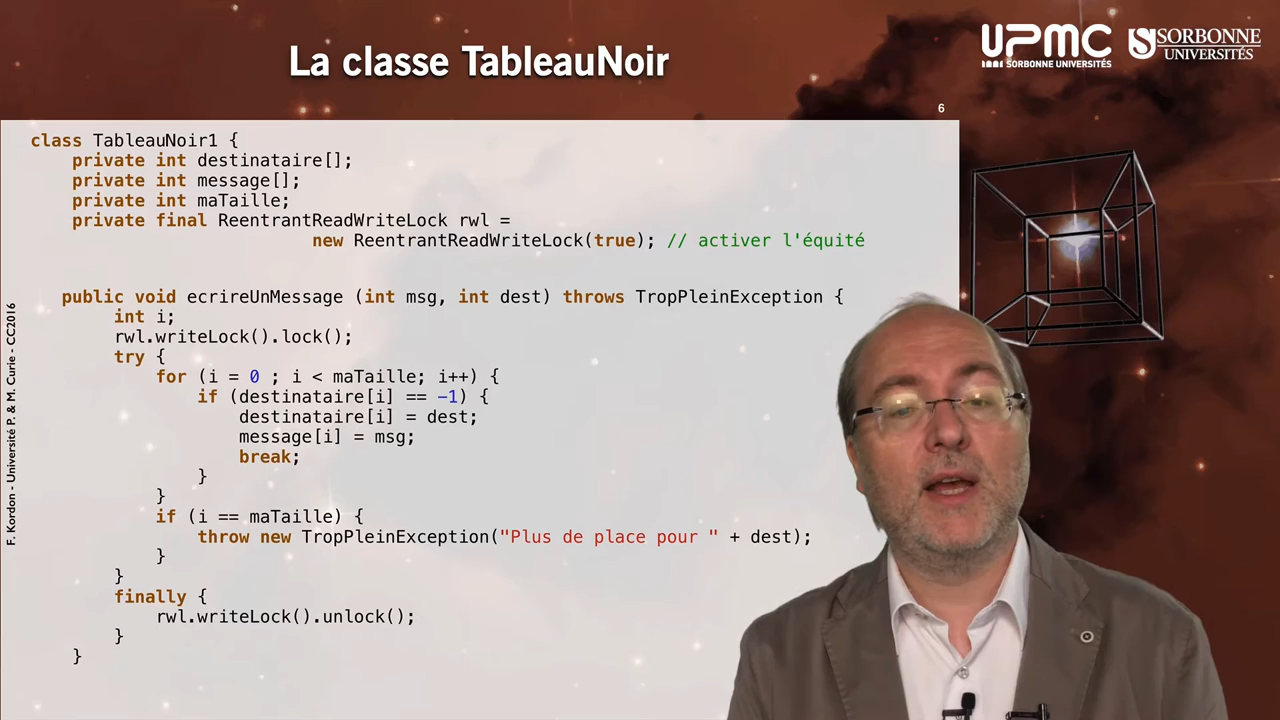 La classe TableauNoir
UPMC
SORBONNE UNIVERSITÉS
SORBONNE
UNIVERSITÉS
6
class TableauNoir1 {
private int destinataire[];
private int message[];
private int maTaille;
private final ReentrantReadWriteLock rwl =
new ReentrantReadWriteLock(true); // activer l'équité
public void ecrireUnMessage (int msg, int dest) throws TropPleinException {
int i;
rwl.writeLock().lock();
try {
for (i = 0 ; i < maTaille; i++) {
if (destinataire[i] == -1) {
destinataire[i] = dest;
message[i] = msg;
break;
}
}
if (i == maTaille) {
throw new TropPleinException("Plus de place pour " + dest);
}
}
finally {
rwl.writeLock().unlock();
}
}
F. Kordon - Université P. & M. Curie - CC2016